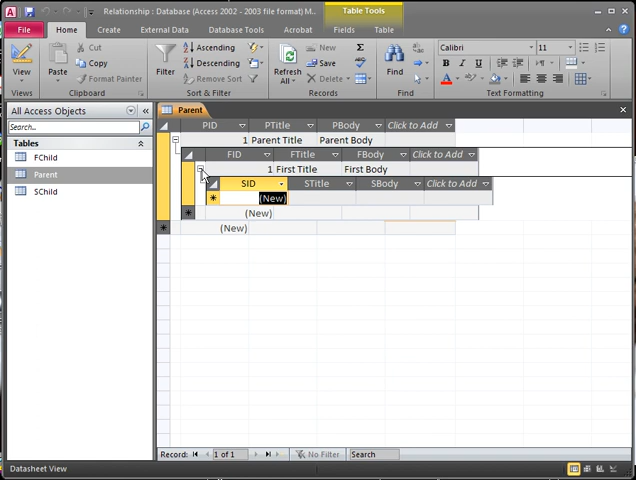 Relationship : Database (Access 2002 - 2003 file format) M...
Table Tools
File Home Create External Data Database Tools Acrobat Fields Table
View
Paste
Cut
Copy
Format Painter
Filter
Ascending
Descending
Remove Sort
Refresh All
New
Save
Find
Calibri 11
B I U
Views Clipboard Sort & Filter Records Find Text Formatting
All Access Objects
Search...
Tables
FChild
Parent
SChild
Parent
PID PTitle PBody Click to Add
1 Parent Title Parent Body
FID FTitle FBody Click to Add
1 First Title First Body
SID STitle SBody Click to Add
(New)
(New)
(New)
Record: 1 of 1 No Filter Search
Datasheet View